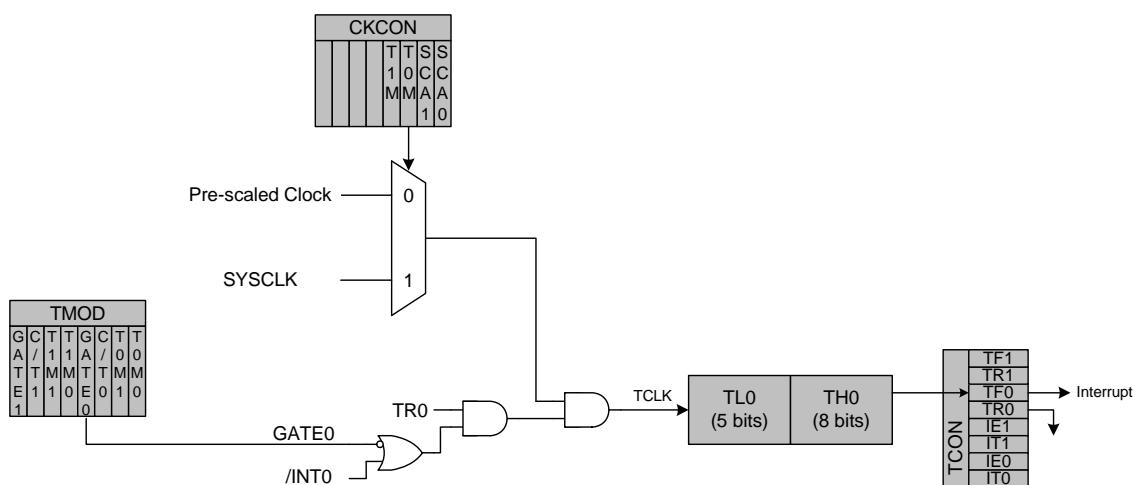 CKCON
T1M
T0M
SCA1
SCA0
Pre-scaled Clock
0
SYSCLK
1
TMOD
GATE1
C/T1
T1M1
T1M0
GATE0
C/T0
T0M1
T0M0
TR0
GATE0
/INT0
TCLK
TL0
(5 bits)
TH0
(8 bits)
TCON
TF1
TR1
TF0
TR0
IE1
IT1
IE0
IT0
Interrupt